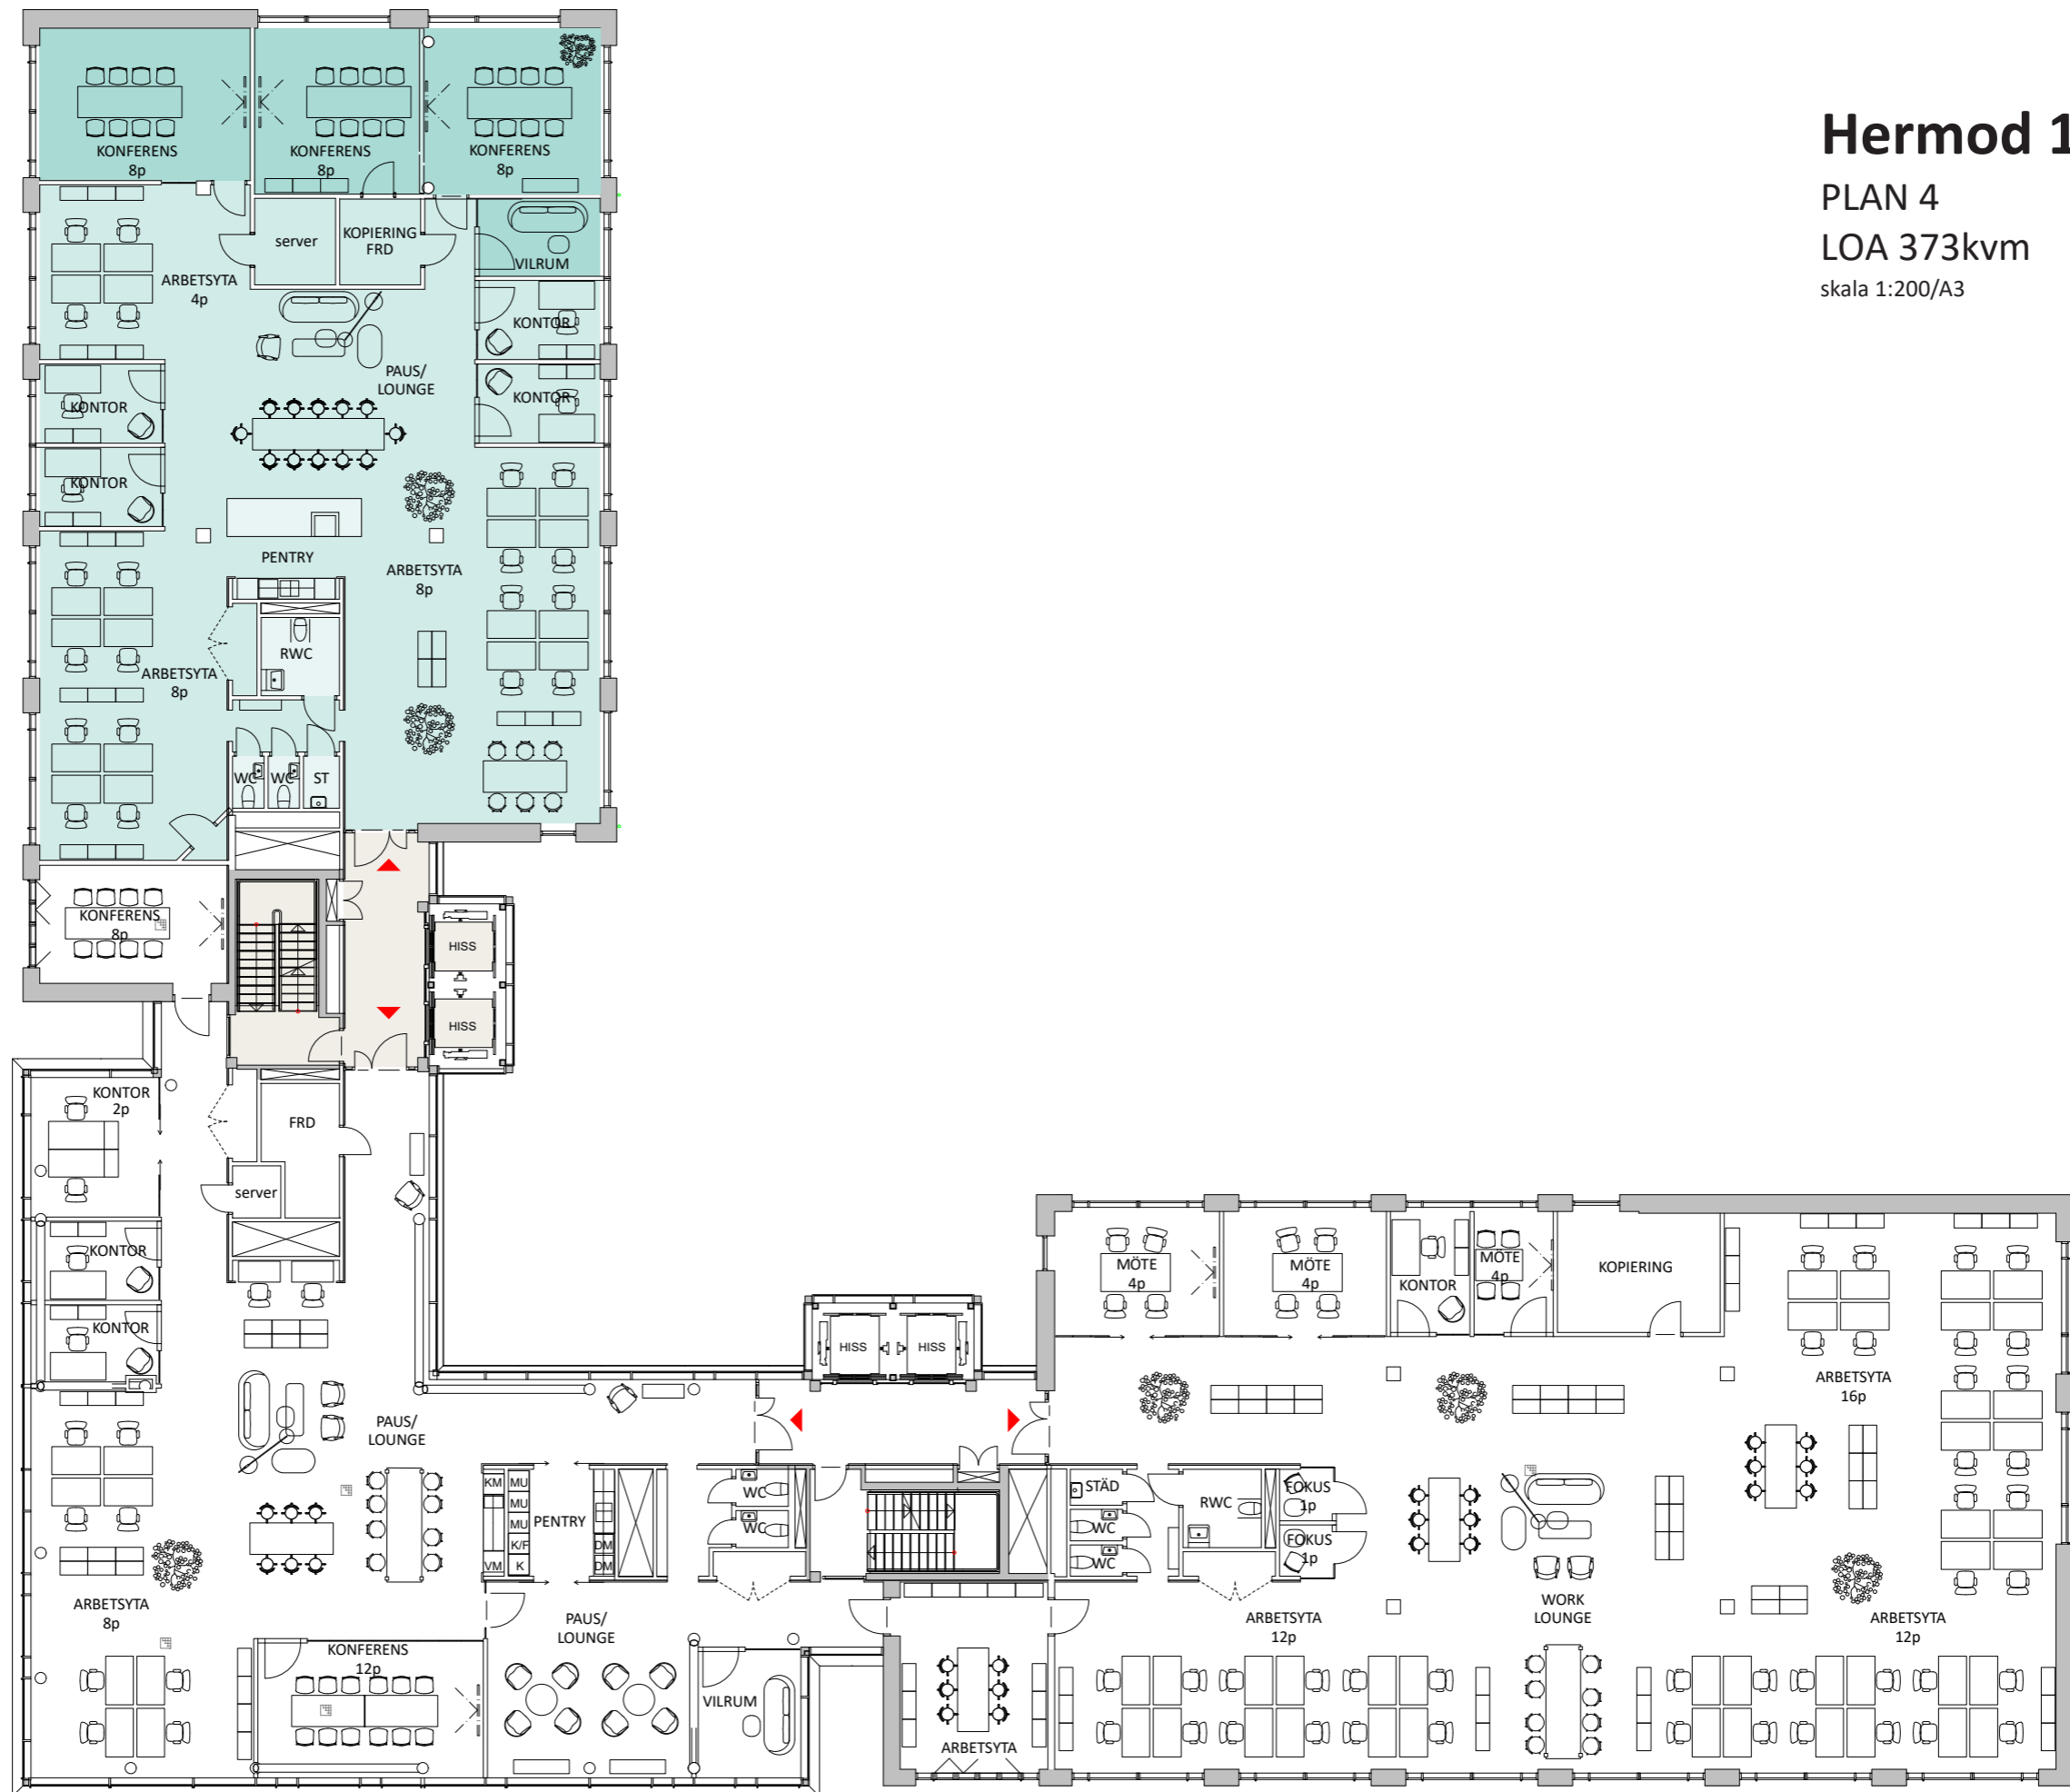 Hermod 1
PLAN 4
LOA 373kvm
skala 1:200/A3
KONFERENS
8p
KONFERENS
8p
KONFERENS
8p
server
KOPIERING
FRD
VILRUM
ARBETSYTA
4p
KONTOR
PAUS/
LOUNGE
KONTOR
KONTOR
KONTOR
PENTRY
ARBETSYTA
8p
RWC
ARBETSYTA
8p
WC
WC
ST
KONFERENS
8p
HISS
HISS
KONTOR
2p
FRD
server
KONTOR
KONTOR
PAUS/
LOUNGE
ARBETSYTA
8p
KONFERENS
12p
KM
MU
MU
MU
K/F
VM
K
PENTRY
DM
DM
WC
WC
PAUS/
LOUNGE
VILRUM
HISS
HISS
MÖTE
4p
MÖTE
4p
KONTOR
MÖTE
4p
KOPIERING
ARBETSYTA
16p
STÄD
WC
WC
RWC
FOKUS
1p
FOKUS
1p
WORK
LOUNGE
ARBETSYTA
12p
ARBETSYTA
12p
ARBETSYTA